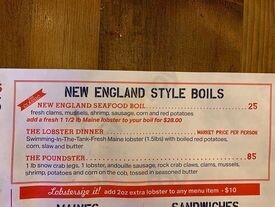 NEW ENGLAND STYLE BOILS
NEW ENGLAND SEAFOOD BOIL 25
fresh clams, mussels, shrimp, sausage, corn and red potatoes
add a fresh 1 1/2 lb Maine lobster to your boil for $28.00
THE LOBSTER DINNER MARKET PRICE PER PERSON
Swimming-In-The-Tank-Fresh Maine lobster (1.5lbs) with boiled red potatoes,
corn, slaw and butter
THE POUNDSTER 85
1 lb snow crab legs, 1 lobster, andouille sausage, rock crab claws, clams, mussels,
shrimp, potatoes and corn on the cob, tossed in seasoned butter
Lobsterize it! add 2oz extra lobster to any menu item - $10
SANDWICHES